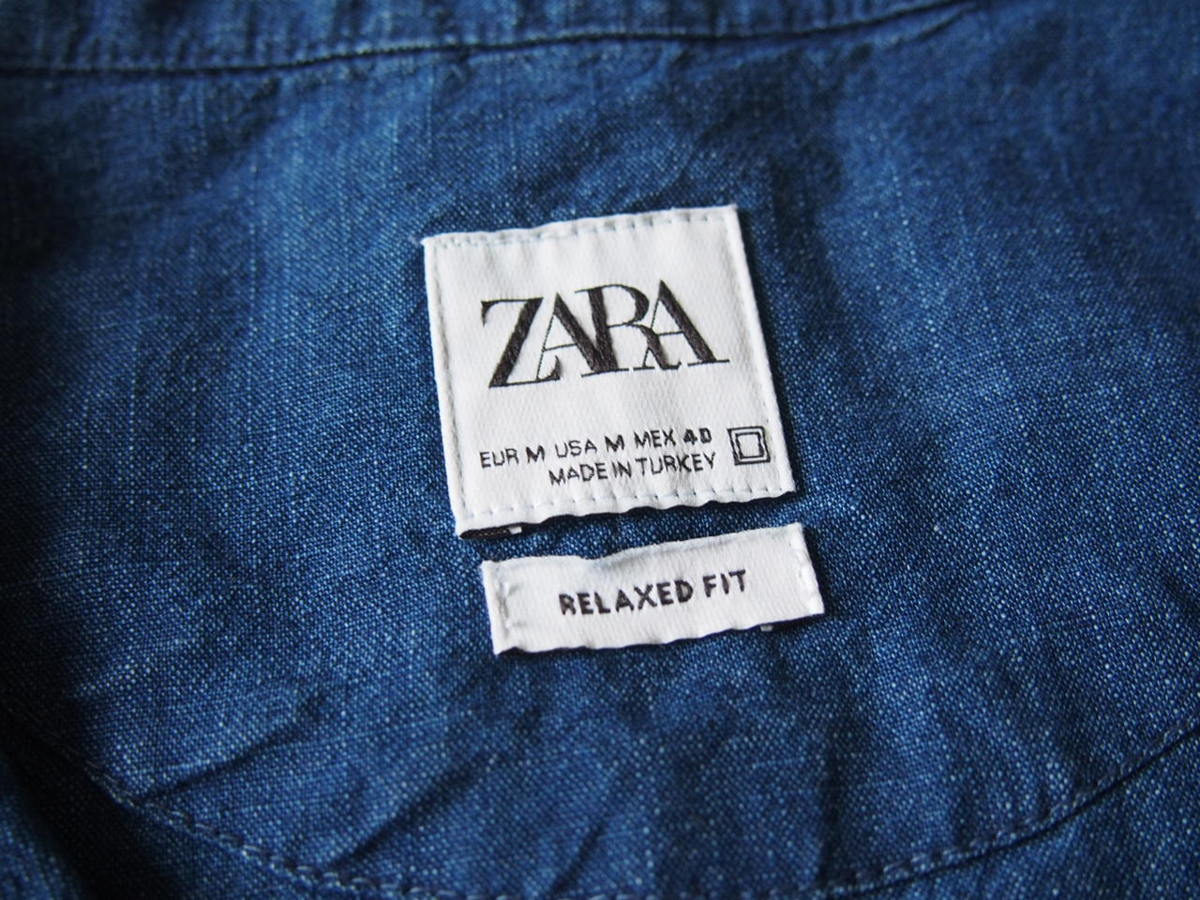 ZARA
EUR M USA M MEX 40
MADE IN TURKEY
RELAXED FIT